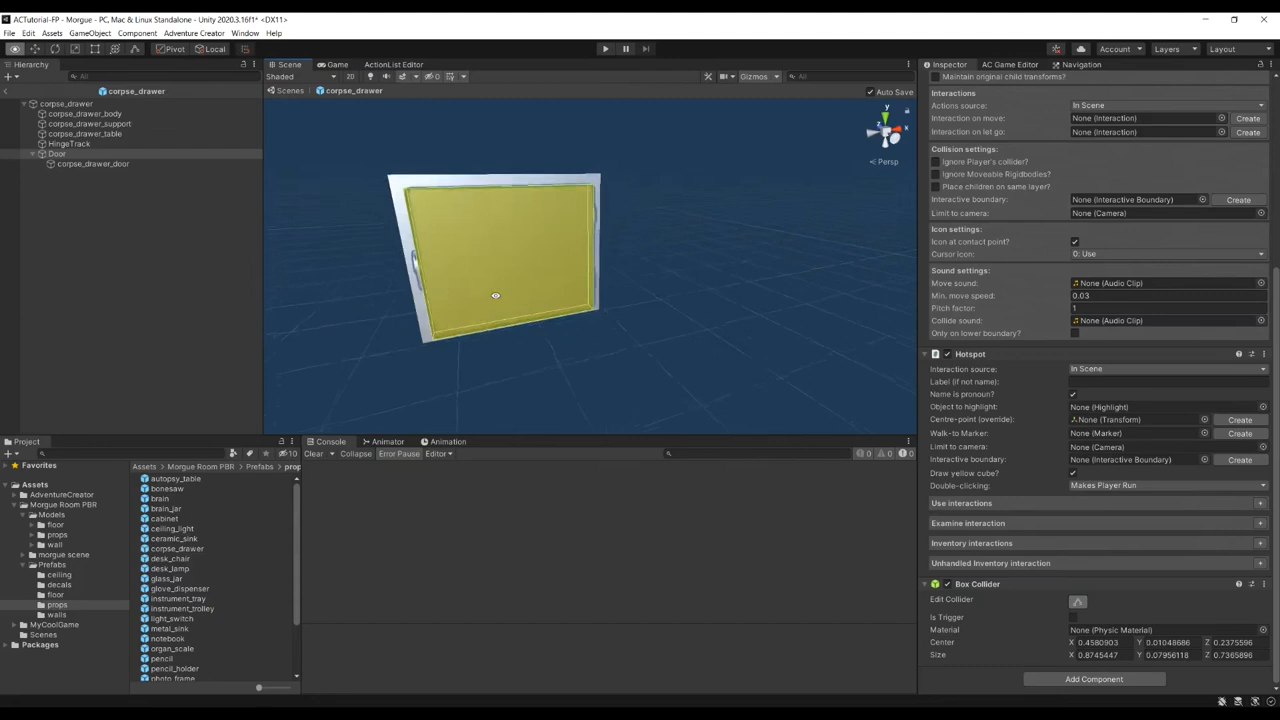 ACTutorial-FP - Morgue - PC, Mac & Linux Standalone - Unity 2020.3.16f1* <DX11>
File Edit Assets GameObject Component Adventure Creator Window Help
Pivot Local Account Layers Layout
Hierarchy
All
corpse_drawer
corpse_drawer
corpse_drawer_body
corpse_drawer_support
corpse_drawer_table
HingeTrack
Door
corpse_drawer_door
Scene Game ActionList Editor
Shaded 2D 0 Gizmos All
Scenes corpse_drawer Auto Save
y
x
z
Persp
Project
10
Favorites
Assets
AdventureCreator
Morgue Room PBR
Models
floor
props
wall
morgue scene
Prefabs
ceiling
decals
floor
props
walls
MyCoolGame
Scenes
Packages
Assets Morgue Room PBR Prefabs prop
autopsy_table
bonesaw
brain
brain_jar
cabinet
ceiling_light
ceramic_sink
corpse_drawer
desk_chair
desk_lamp
glass_jar
glove_dispenser
instrument_tray
instrument_trolley
light_switch
metal_sink
notebook
organ_scale
pencil
pencil_holder
photo_frame
Console Animator Animation
Clear Collapse Error Pause Editor 0 0 0
Inspector AC Game Editor Navigation
Maintain original child transforms?
Interactions
Actions source: In Scene
Interaction on move: None (Interaction) Create
Interaction on let go: None (Interaction) Create
Collision settings:
Ignore Player's collider?
Ignore Moveable Rigidbodies?
Place children on same layer?
Interactive boundary: None (Interactive Boundary) Create
Limit to camera: None (Camera)
Icon settings:
Icon at contact point?
Cursor icon: 0: Use
Sound settings:
Move sound: None (Audio Clip)
Min. move speed: 0.03
Pitch factor: 1
Collide sound: None (Audio Clip)
Only on lower boundary?
Hotspot
Interaction source: In Scene
Label (if not name):
Name is pronoun?
Object to highlight: None (Highlight)
Centre-point (override): None (Transform) Create
Walk-to Marker: None (Marker) Create
Limit to camera: None (Camera)
Interactive boundary: None (Interactive Boundary) Create
Draw yellow cube?
Double-clicking: Makes Player Run
Use interactions +
Examine interaction +
Inventory interactions +
Unhandled Inventory interaction +
Box Collider
Edit Collider
Is Trigger
Material None (Physic Material)
Center X 0.4580903 Y 0.01048686 Z 0.2375596
Size X 0.8745447 Y 0.07956118 Z 0.7365896
Add Component